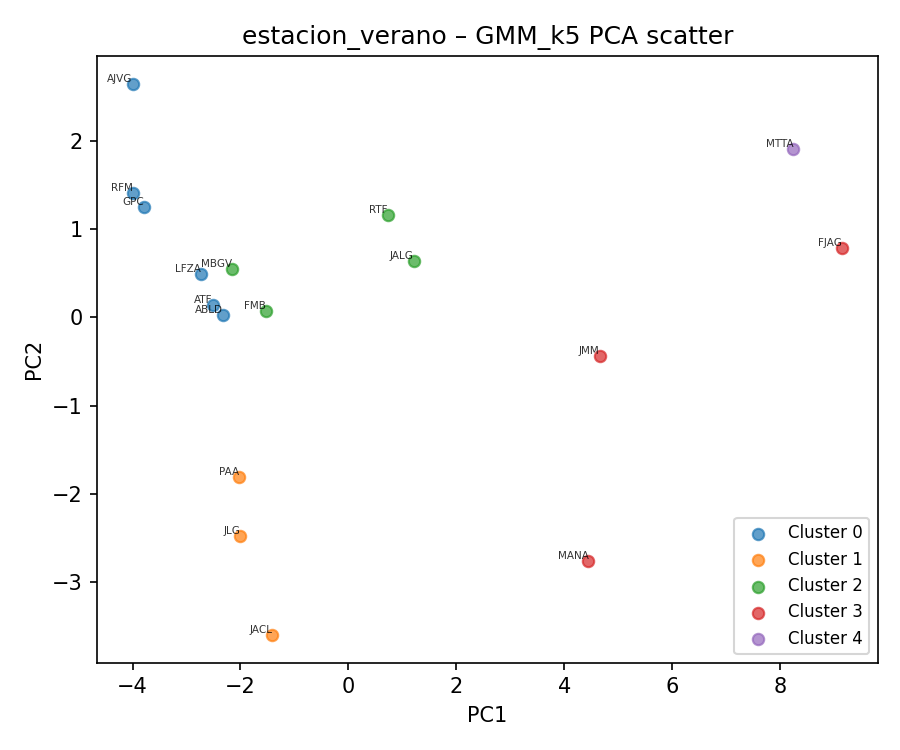 estacion_verano – GMM_k5 PCA scatter
AJVG
MTTA
RFM
GPC
RTF
FJAG
JALG
LFZA
MBGV
ATF
ABLD
FMB
JMM
PAA
JLG
MANA
JACL
2
1
0
−1
−2
−3
PC2
Cluster 0
Cluster 1
Cluster 2
Cluster 3
Cluster 4
−4
−2
0
2
4
6
8
PC1